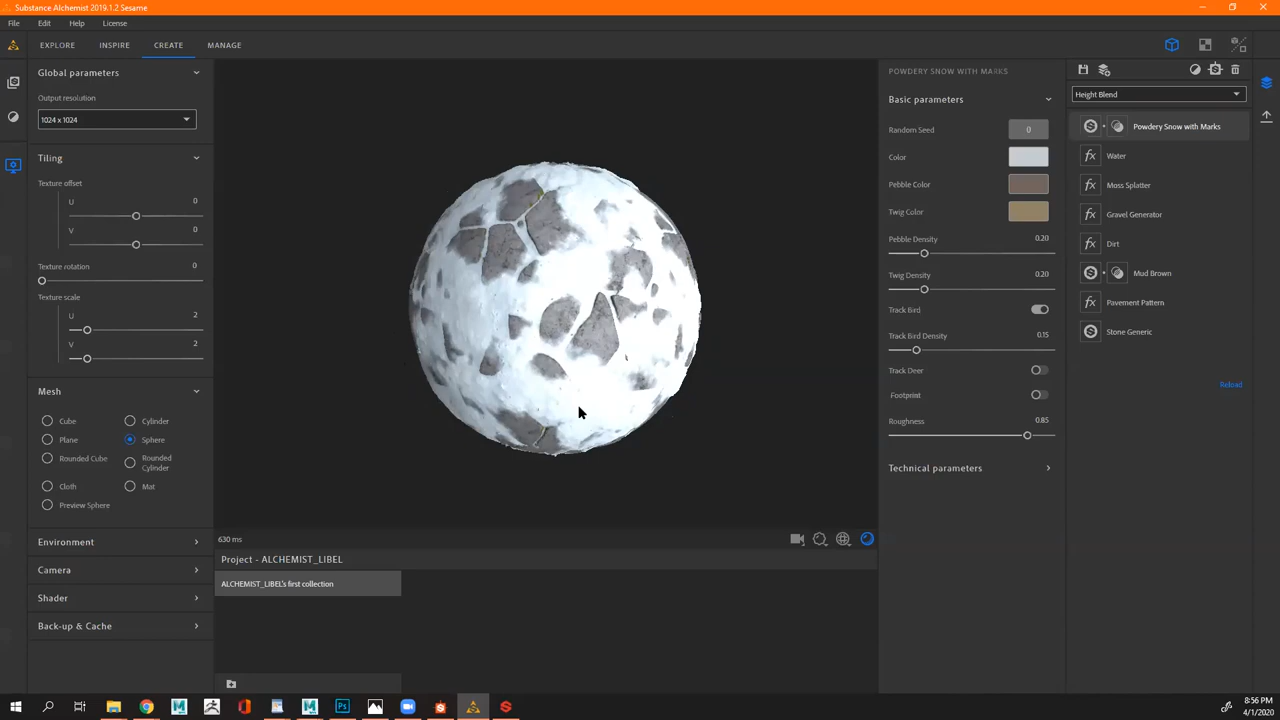 Substance Alchemist 2019.1.2 Sesame
File Edit Help License
EXPLORE INSPIRE CREATE MANAGE
Global parameters
Output resolution
1024 x 1024
Tiling
Texture offset
U 0
V 0
Texture rotation 0
Texture scale
U 2
V 2
Mesh
Cube Cylinder
Plane Sphere
Rounded Cube Rounded Cylinder
Cloth Mat
Preview Sphere
Environment
Camera
Shader
Back-up & Cache
630 ms
Project - ALCHEMIST_LIBEL
ALCHEMIST_LIBEL's first collection
POWDERY SNOW WITH MARKS
Basic parameters
Random Seed 0
Color
Pebble Color
Twig Color
Pebble Density 0.20
Twig Density 0.20
Track Bird
Track Bird Density 0.15
Track Deer
Footprint
Roughness 0.85
Technical parameters
Height Blend
Powdery Snow with Marks
fx Water
fx Moss Splatter
fx Gravel Generator
fx Dirt
Mud Brown
fx Pavement Pattern
Stone Generic
Reload
8:56 PM
4/1/2020